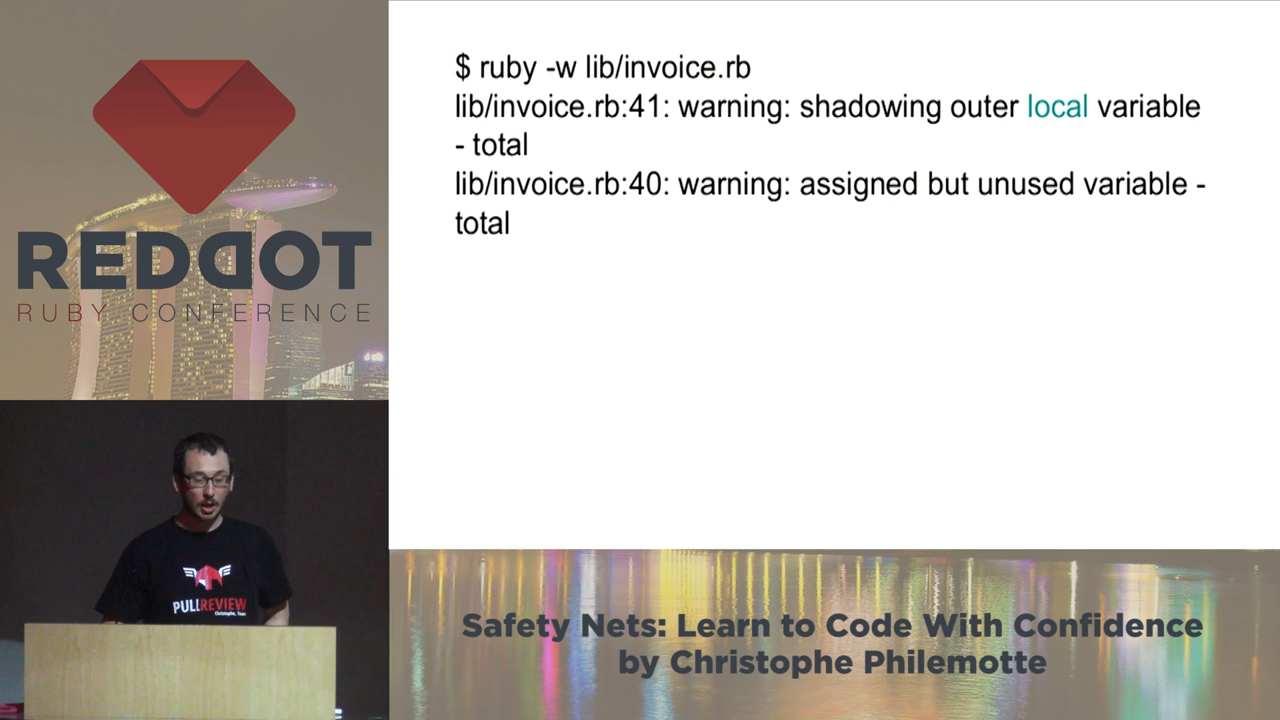 REDDOT
RUBY CONFERENCE
$ ruby -w lib/invoice.rb
lib/invoice.rb:41: warning: shadowing outer local variable
- total
lib/invoice.rb:40: warning: assigned but unused variable -
total
PULLREVIEW
Christophe, Team
Safety Nets: Learn to Code With Confidence
by Christophe Philemotte